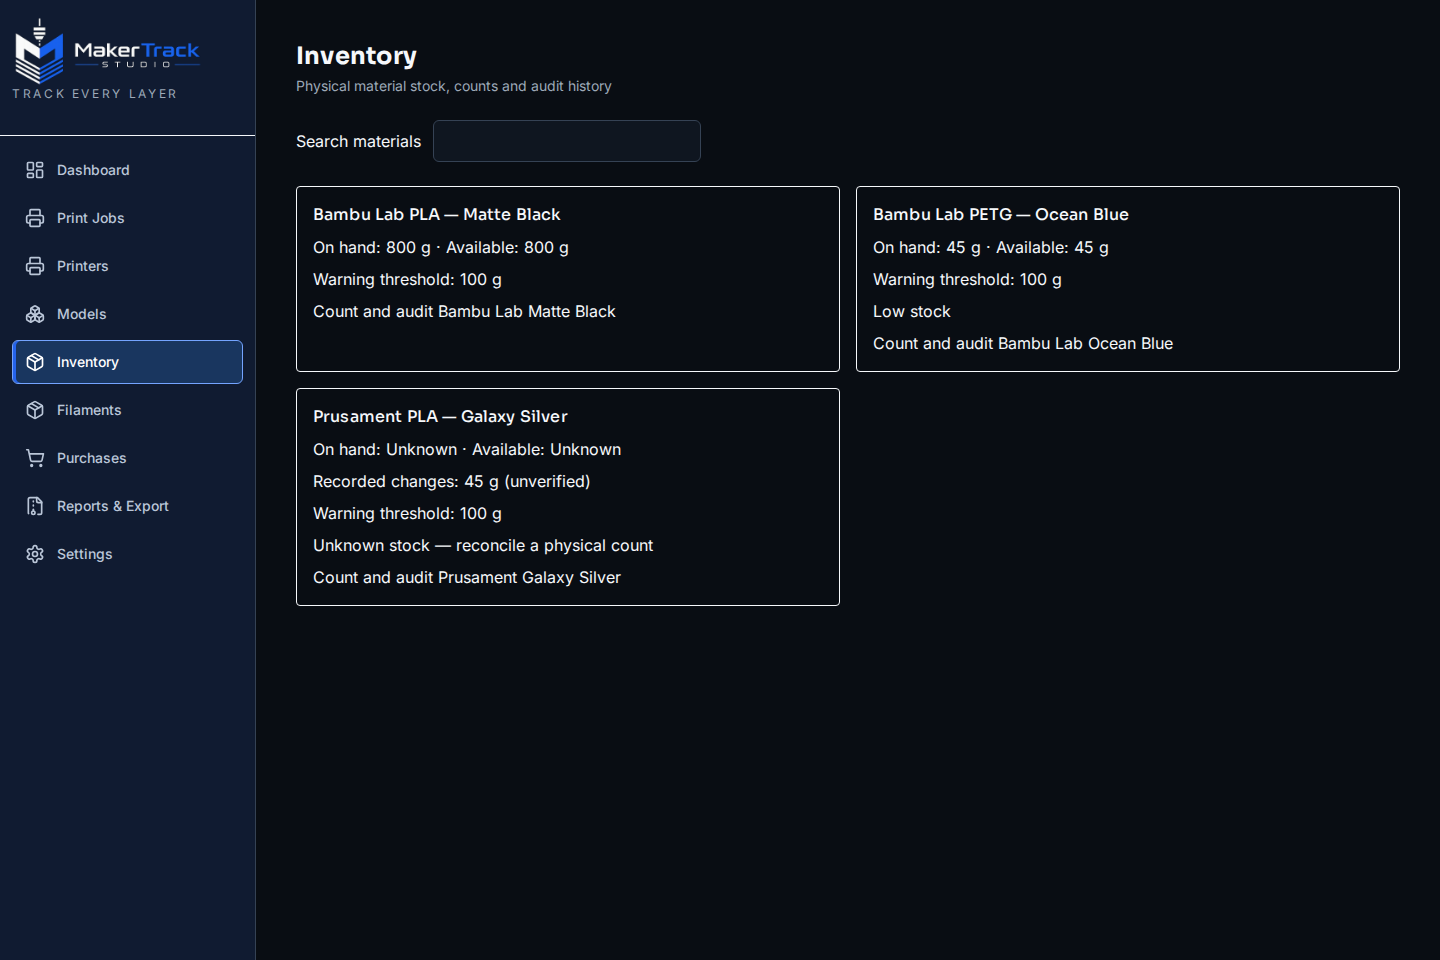 MakerTrack
STUDIO
TRACK EVERY LAYER
Dashboard
Print Jobs
Printers
Models
Inventory
Filaments
Purchases
Reports & Export
Settings
Inventory
Physical material stock, counts and audit history
Search materials
Bambu Lab PLA — Matte Black
On hand: 800 g · Available: 800 g
Warning threshold: 100 g
Count and audit Bambu Lab Matte Black
Bambu Lab PETG — Ocean Blue
On hand: 45 g · Available: 45 g
Warning threshold: 100 g
Low stock
Count and audit Bambu Lab Ocean Blue
Prusament PLA — Galaxy Silver
On hand: Unknown · Available: Unknown
Recorded changes: 45 g (unverified)
Warning threshold: 100 g
Unknown stock — reconcile a physical count
Count and audit Prusament Galaxy Silver